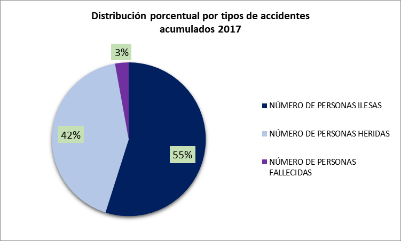 Distribución porcentual por tipos de accidentes
acumulados 2017
3%
42%
55%
NÚMERO DE PERSONAS ILESAS
NÚMERO DE PERSONAS HERIDAS
NÚMERO DE PERSONAS
FALLECIDAS